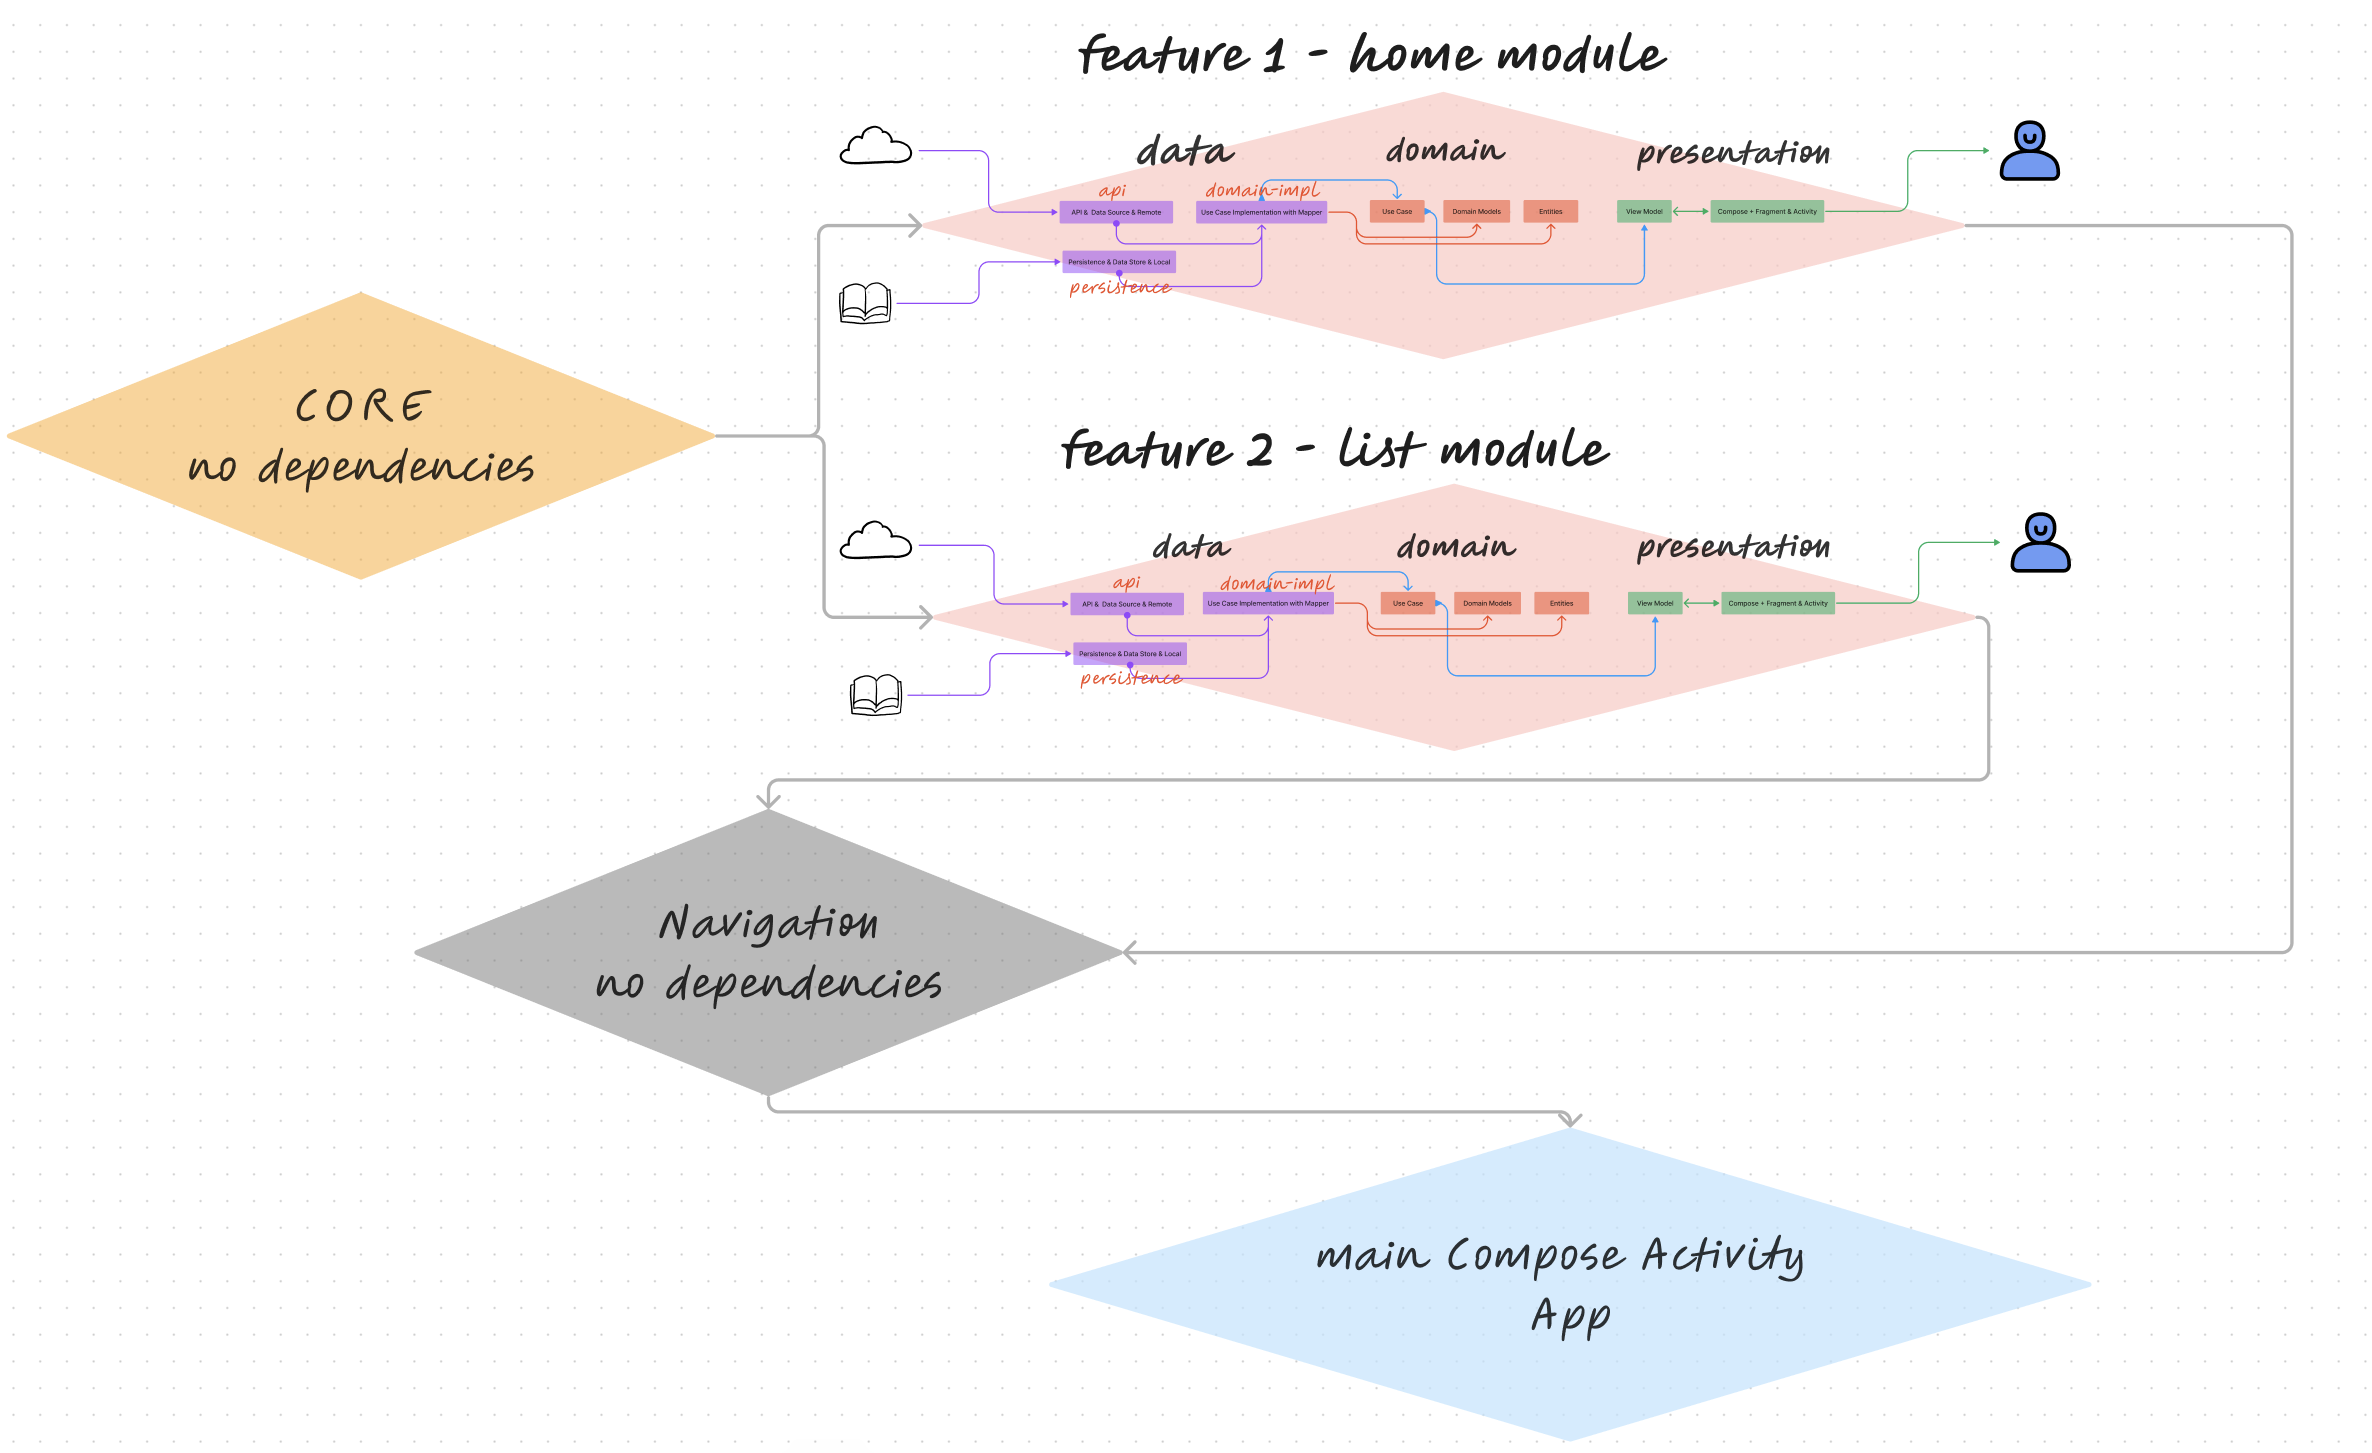 feature 1 - home module
data
domain
presentation
api
domain-impl
API & Data Source & Remote
Use Case Implementation with Mapper
Use Case
Domain Models
Entities
View Model
Compose + Fragment & Activity
Persistence & Data Store & Local
persistence
CORE
no dependencies
feature 2 - list module
data
domain
presentation
api
domain-impl
API & Data Source & Remote
Use Case Implementation with Mapper
Use Case
Domain Models
Entities
View Model
Compose + Fragment & Activity
Persistence & Data Store & Local
persistence
Navigation
no dependencies
main Compose Activity
App